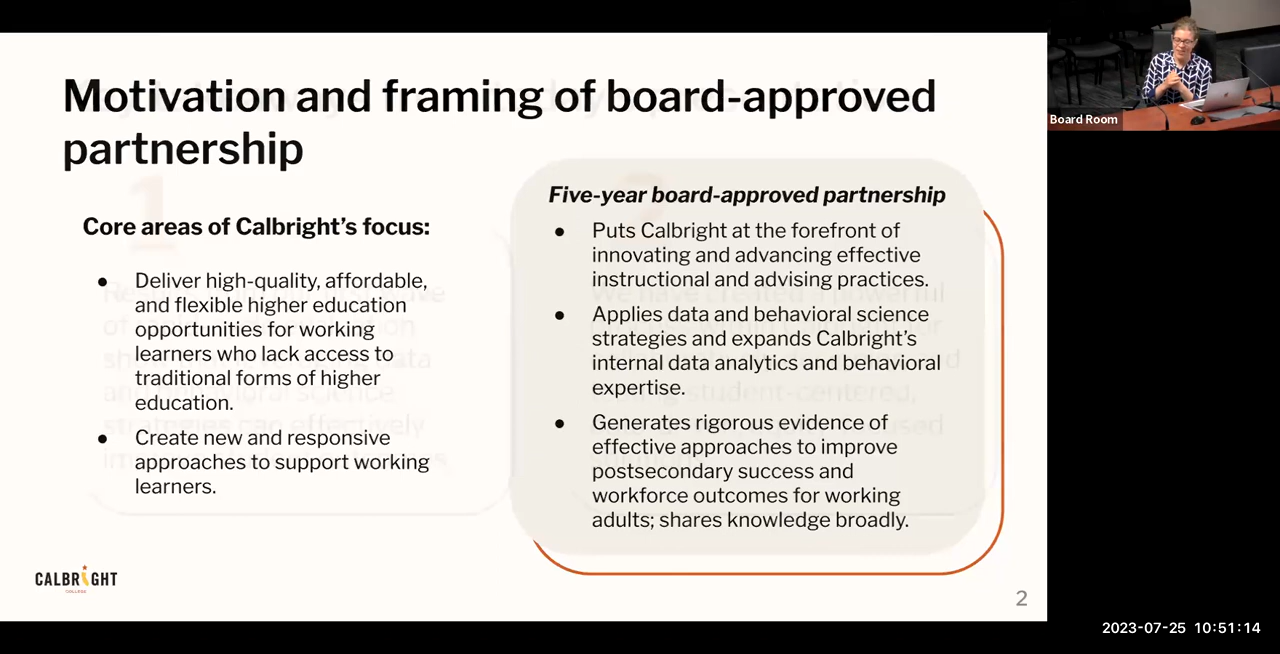 Motivation and framing of board-approved
partnership
Core areas of Calbright's focus:
● Deliver high-quality, affordable,
and flexible higher education
opportunities for working
learners who lack access to
traditional forms of higher
education.
● Create new and responsive
approaches to support working
learners.
Five-year board-approved partnership
● Puts Calbright at the forefront of
innovating and advancing effective
instructional and advising practices.
● Applies data and behavioral science
strategies and expands Calbright's
internal data analytics and behavioral
expertise.
● Generates rigorous evidence of
effective approaches to improve
postsecondary success and
workforce outcomes for working
adults; shares knowledge broadly.
CALBRIGHT
COLLEGE
2
Board Room
2023-07-25 10:51:14